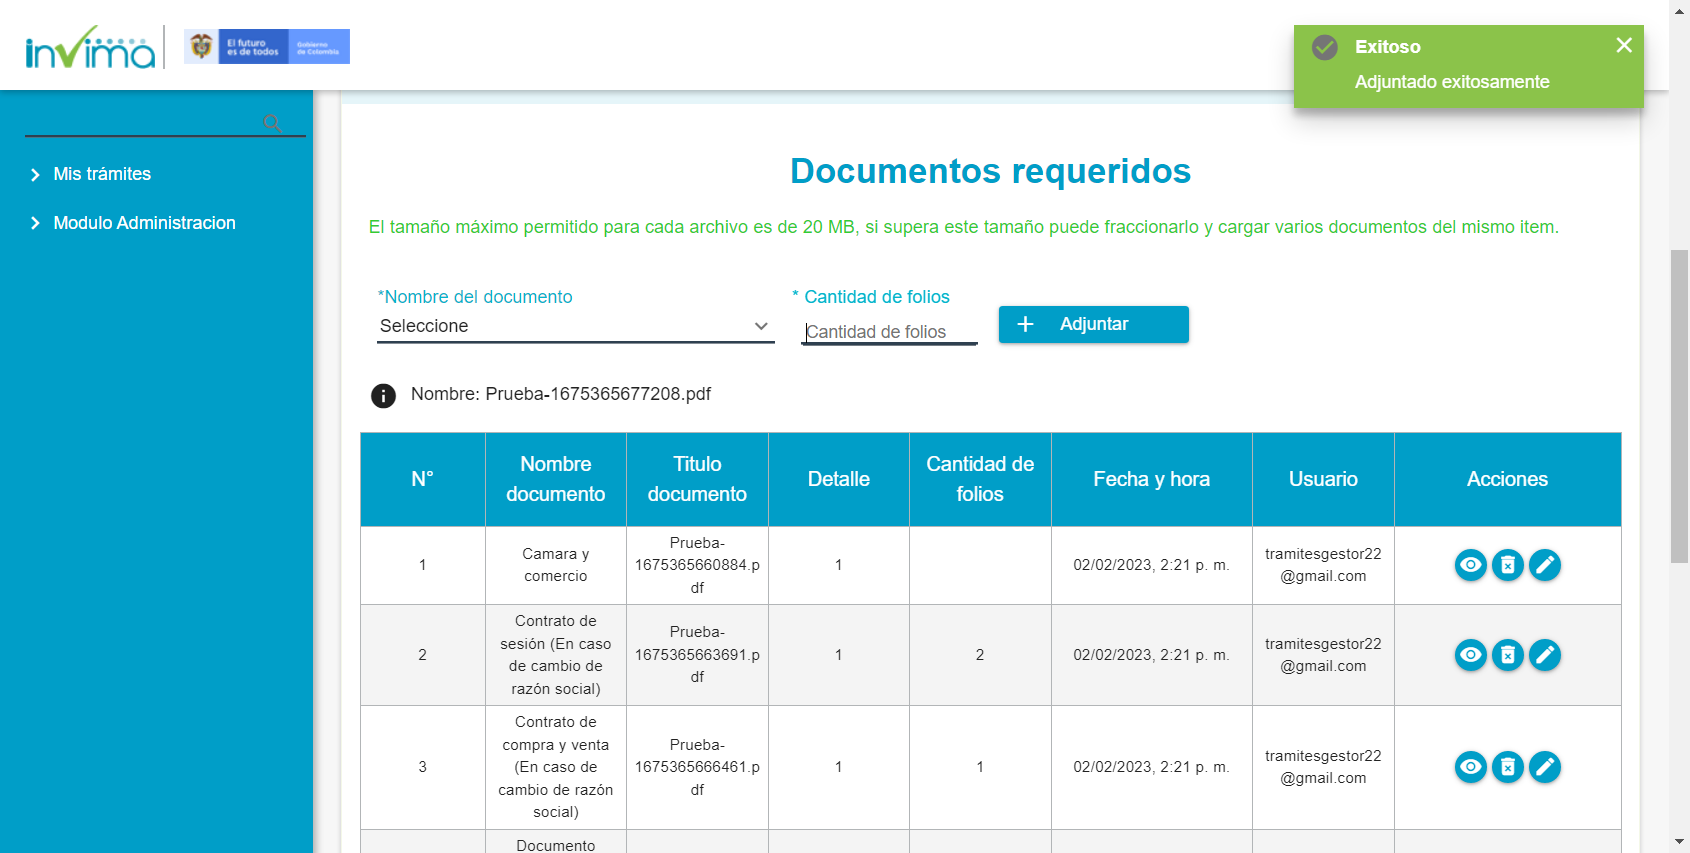 invima
El futuro
es de todos
Gobierno
de Colombia
Exitoso
Adjuntado exitosamente
Mis trámites
Modulo Administracion
Documentos requeridos
El tamaño máximo permitido para cada archivo es de 20 MB, si supera este tamaño puede fraccionarlo y cargar varios documentos del mismo item.
*Nombre del documento
Seleccione
* Cantidad de folios
Cantidad de folios
Adjuntar
Nombre: Prueba-1675365677208.pdf
N°
Nombre
documento
Titulo
documento
Detalle
Cantidad de
folios
Fecha y hora
Usuario
Acciones
1
Camara y
comercio
Prueba-
1675365660884.p
df
1
02/02/2023, 2:21 p. m.
tramitesgestor22
@gmail.com
2
Contrato de
sesión (En caso
de cambio de
razón social)
Prueba-
1675365663691.p
df
1
2
02/02/2023, 2:21 p. m.
tramitesgestor22
@gmail.com
3
Contrato de
compra y venta
(En caso de
cambio de razón
social)
Prueba-
1675365666461.p
df
1
1
02/02/2023, 2:21 p. m.
tramitesgestor22
@gmail.com
Documento